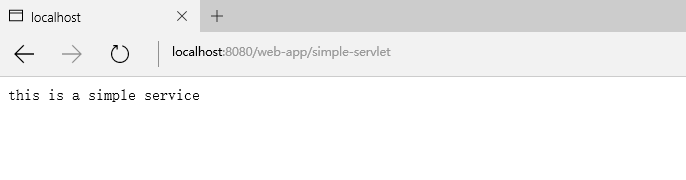 localhost
localhost:8080/web-app/simple-servlet
this is a simple service